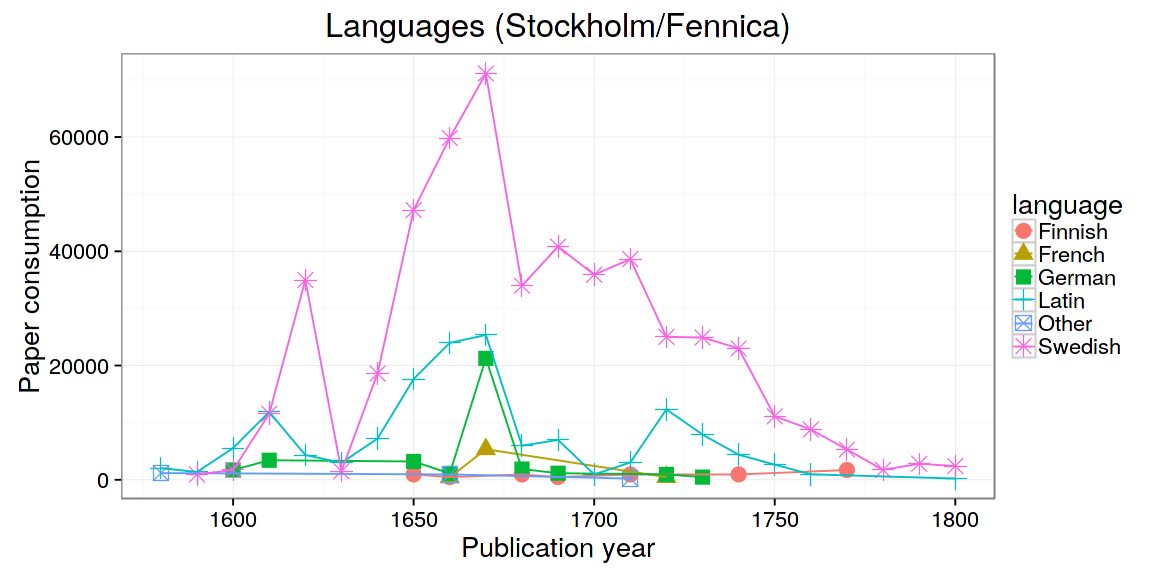 Languages (Stockholm/Fennica)
Paper consumption
60000
40000
20000
0
1600
1650
1700
1750
1800
Publication year
language
Finnish
French
German
Latin
Other
Swedish